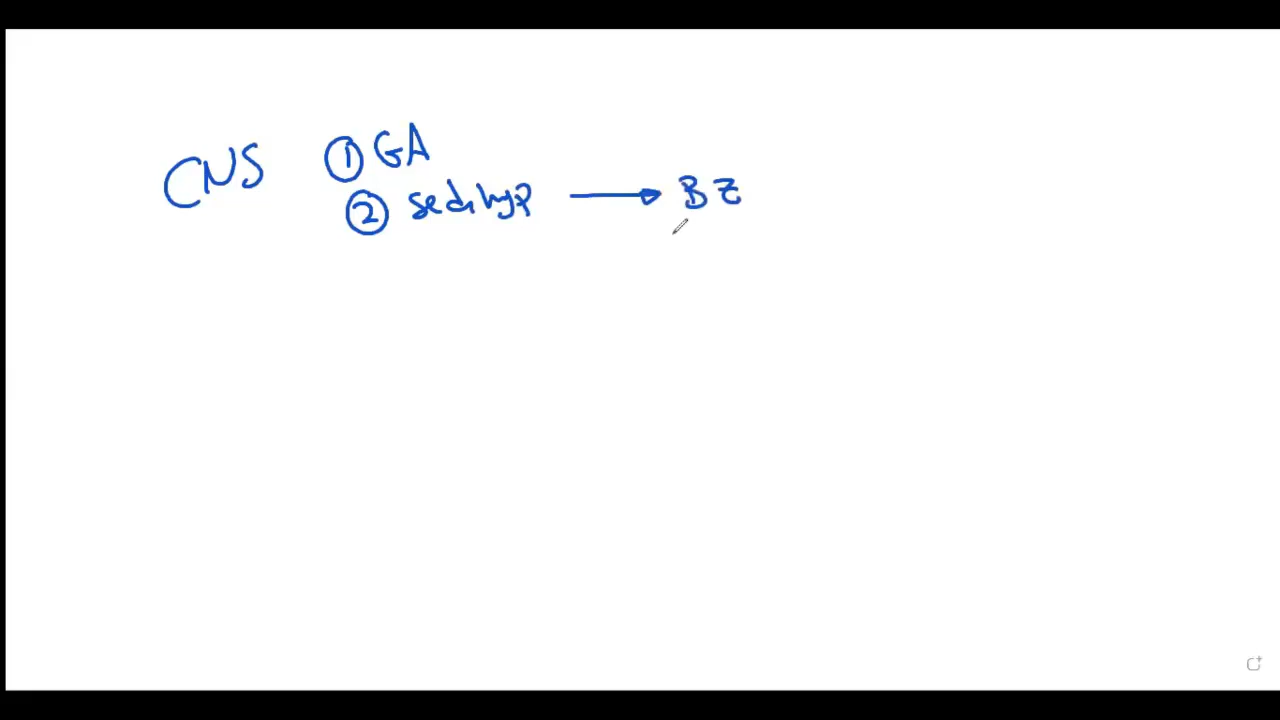 CNS ① GA
② sed.hyp → BZ